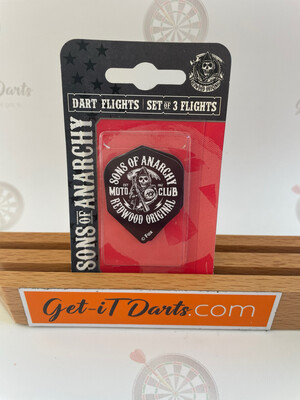 DART FLIGHTS | SET OF 3 FLIGHTS
SONS OF ANARCHY
SONS OF ANARCHY
MOTO CLUB
REDWOOD ORIGINAL
© Fox
Get-iT Darts.com
Darts